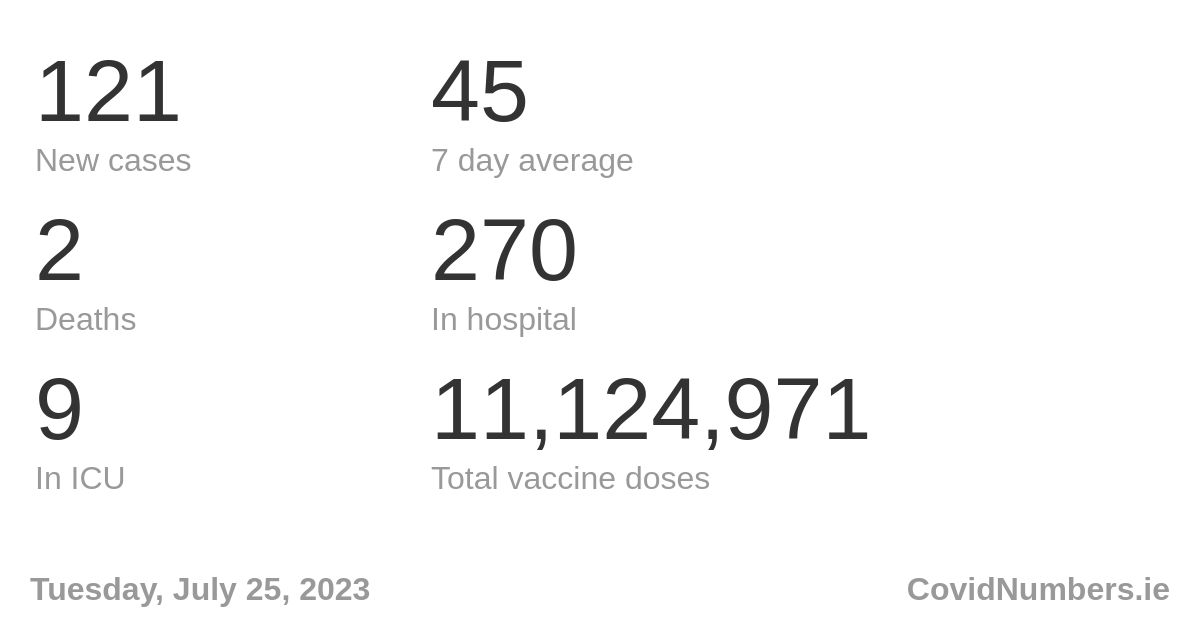 121
45
New cases
7 day average
2
270
Deaths
In hospital
9
11,124,971
In ICU
Total vaccine doses
Tuesday, July 25, 2023
CovidNumbers.ie